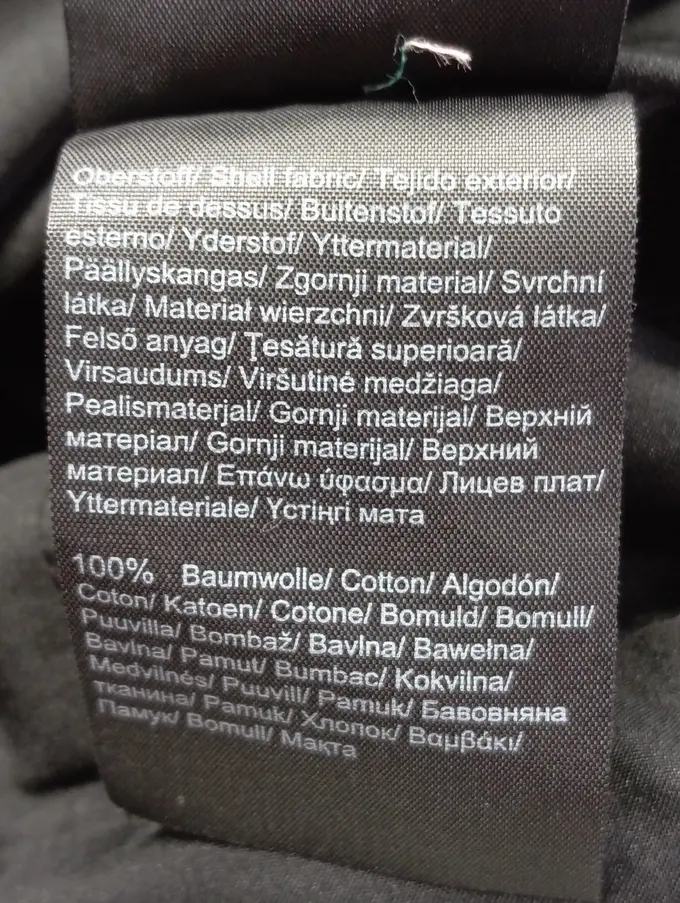 Oberstoff/ Shell fabric/ Tejido exterior/
Tissu de dessus/ Buitenstof/ Tessuto
esterno/ Yderstof/ Yttermaterial/
Päällyskangas/ Zgornji material/ Svrchní
látka/ Materiał wierzchni/ Zvršková látka/
Felső anyag/ Ţesătură superioară/
Virsaudums/ Viršutinė medžiaga/
Pealismaterjal/ Gornji materijal/ Верхній
матеріал/ Gornji materijal/ Верхний
материал/ Επάνω ύφασμα/ Лицев плат/
Yttermateriale/ Үстіңгі мата
100% Baumwolle/ Cotton/ Algodón/
Coton/ Katoen/ Cotone/ Bomuld/ Bomull/
Puuvilla/ Bombaž/ Bavlna/ Bawełna/
Bavlna/ Pamut/ Bumbac/ Kokvilna/
Medvilnės/ Puuvill/ Pamuk/ Бавовняна
тканина/ Pamuk/ Хлопок/ Βαμβάκι/
Памук/ Bomull/ Мақта